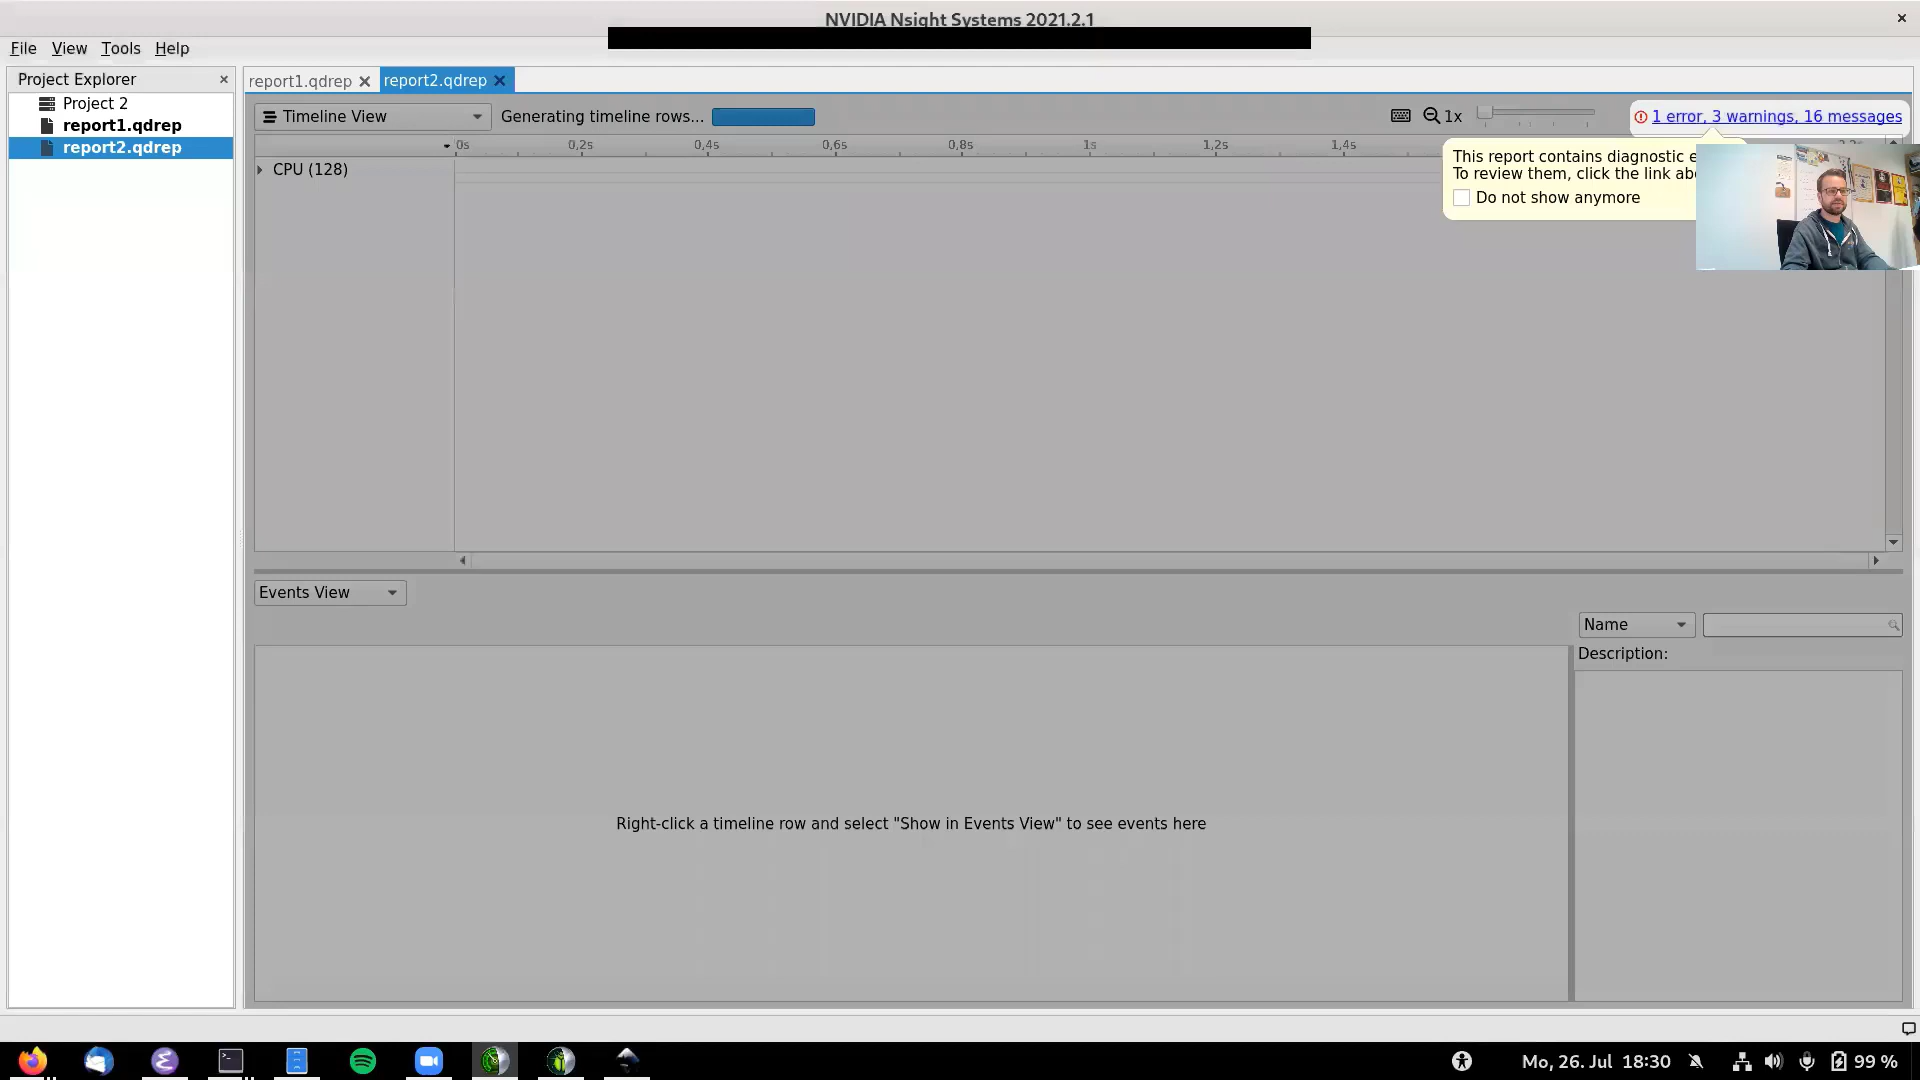 NVIDIA Nsight Systems 2021.2.1
File View Tools Help
Project Explorer
Project 2
report1.qdrep
report2.qdrep
report1.qdrep
report2.qdrep
Timeline View
Generating timeline rows...
1x
1 error, 3 warnings, 16 messages
0s 0,2s 0,4s 0,6s 0,8s 1s 1,2s 1,4s
CPU (128)
This report contains diagnostic e
To review them, click the link abo
Do not show anymore
Events View
Name
Description:
Right-click a timeline row and select "Show in Events View" to see events here
Mo, 26. Jul 18:30
99 %